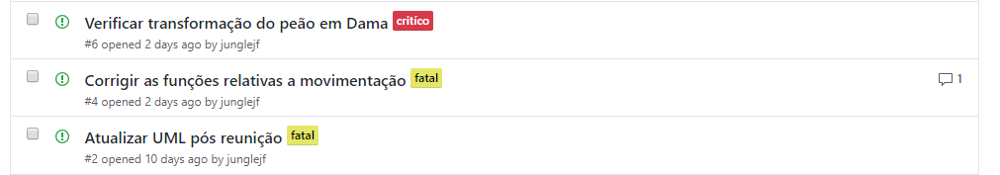 Verificar transformação do peão em Dama critíco
#6 opened 2 days ago by junglejf
Corrigir as funções relativas a movimentação fatal 1
#4 opened 2 days ago by junglejf
Atualizar UML pós reunição fatal
#2 opened 10 days ago by junglejf